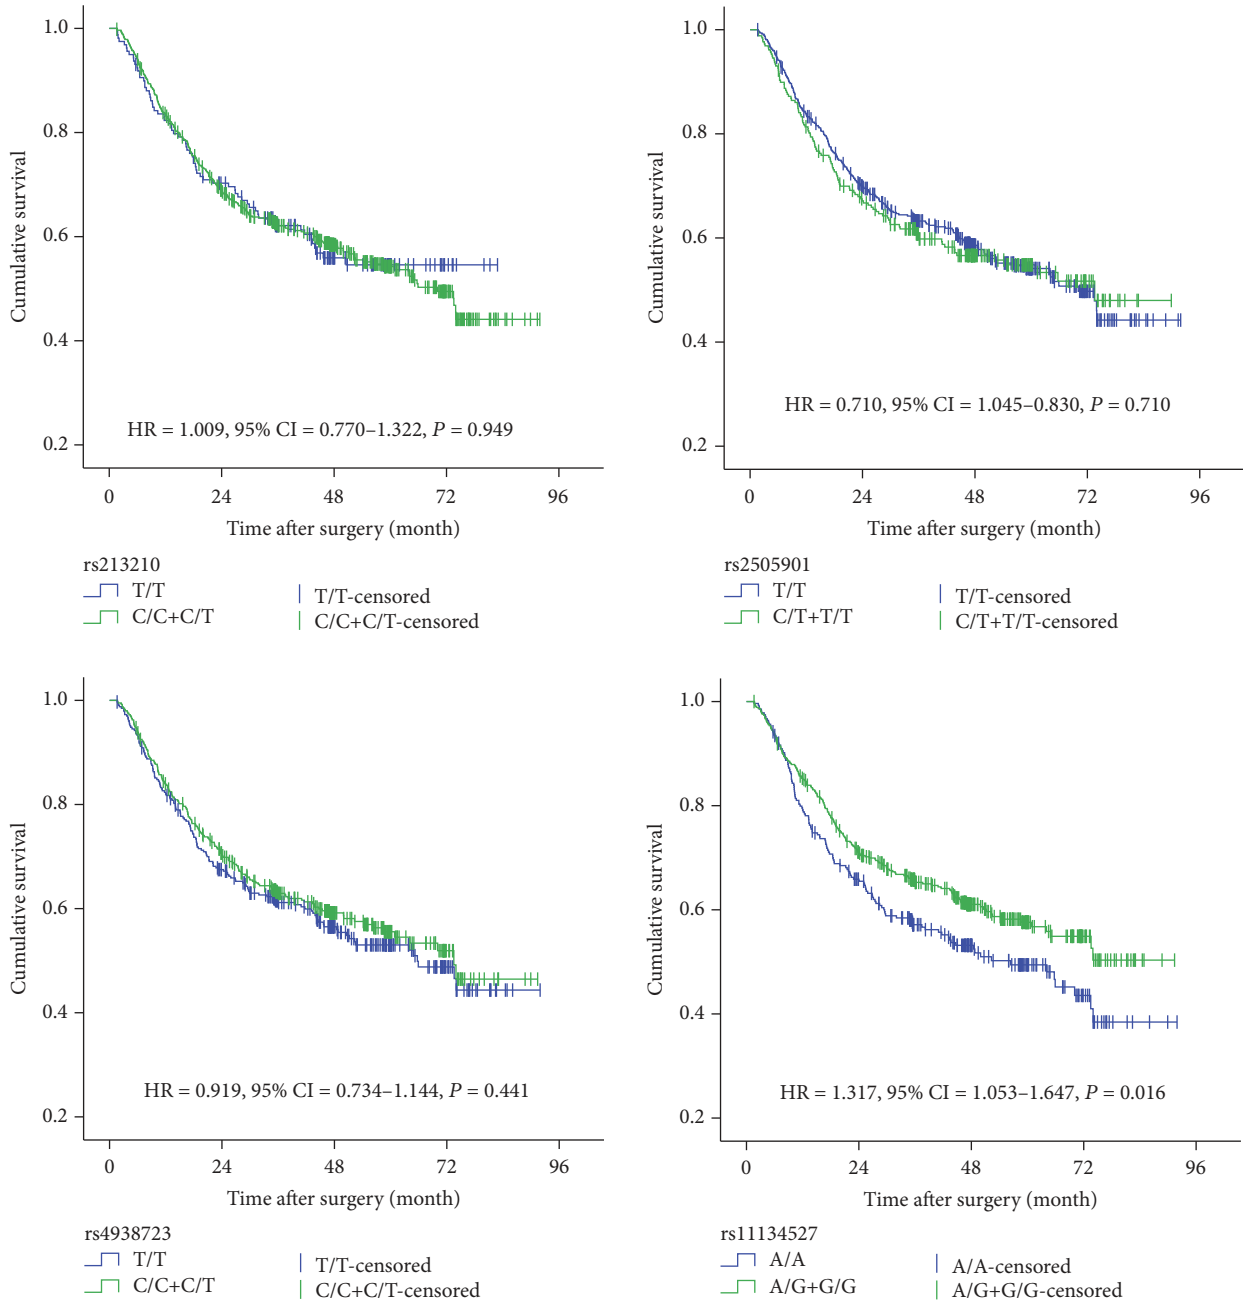 1.0
0.8
0.6
0.4
0.2
Cumulative survival
HR = 1.009, 95% CI = 0.770–1.322, P = 0.949
0 24 48 72 96
Time after surgery (month)
rs213210
T/T T/T-censored
C/C+C/T C/C+C/T-censored
1.0
0.8
0.6
0.4
0.2
Cumulative survival
HR = 0.710, 95% CI = 1.045–0.830, P = 0.710
0 24 48 72 96
Time after surgery (month)
rs2505901
T/T T/T-censored
C/T+T/T C/T+T/T-censored
1.0
0.8
0.6
0.4
0.2
Cumulative survival
HR = 0.919, 95% CI = 0.734–1.144, P = 0.441
0 24 48 72 96
Time after surgery (month)
rs4938723
T/T T/T-censored
C/C+C/T C/C+C/T-censored
1.0
0.8
0.6
0.4
0.2
Cumulative survival
HR = 1.317, 95% CI = 1.053–1.647, P = 0.016
0 24 48 72 96
Time after surgery (month)
rs11134527
A/A A/A-censored
A/G+G/G A/G+G/G-censored